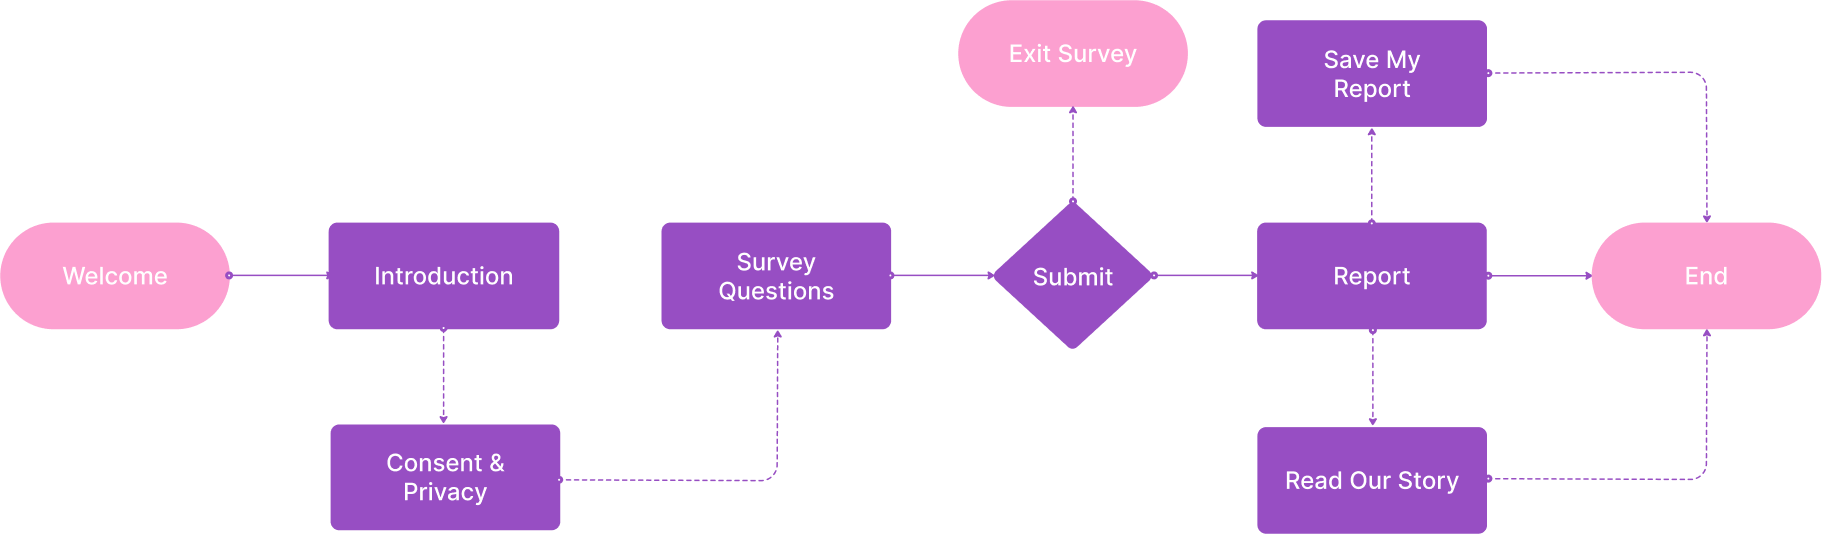 Exit Survey
Save My
Report
Welcome
Introduction
Survey
Questions
Submit
Report
End
Consent &
Privacy
Read Our Story